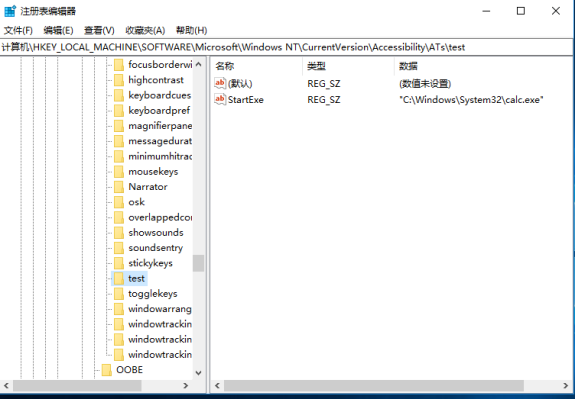 注册表编辑器
文件(F) 编辑(E) 查看(V) 收藏夹(A) 帮助(H)
计算机\HKEY_LOCAL_MACHINE\SOFTWARE\Microsoft\Windows NT\CurrentVersion\Accessibility\ATs\test
名称 类型 数据
ab (默认) REG_SZ (数值未设置)
ab StartExe REG_SZ "C:\Windows\System32\calc.exe"
focusborderwi
highcontrast
keyboardcues
keyboardpref
magnifierpane
messagedurat
minimumhitrac
mousekeys
Narrator
osk
overlappedcor
showsounds
soundsentry
stickykeys
test
togglekeys
windowarrang
windowtrackin
windowtrackin
windowtrackin
OOBE